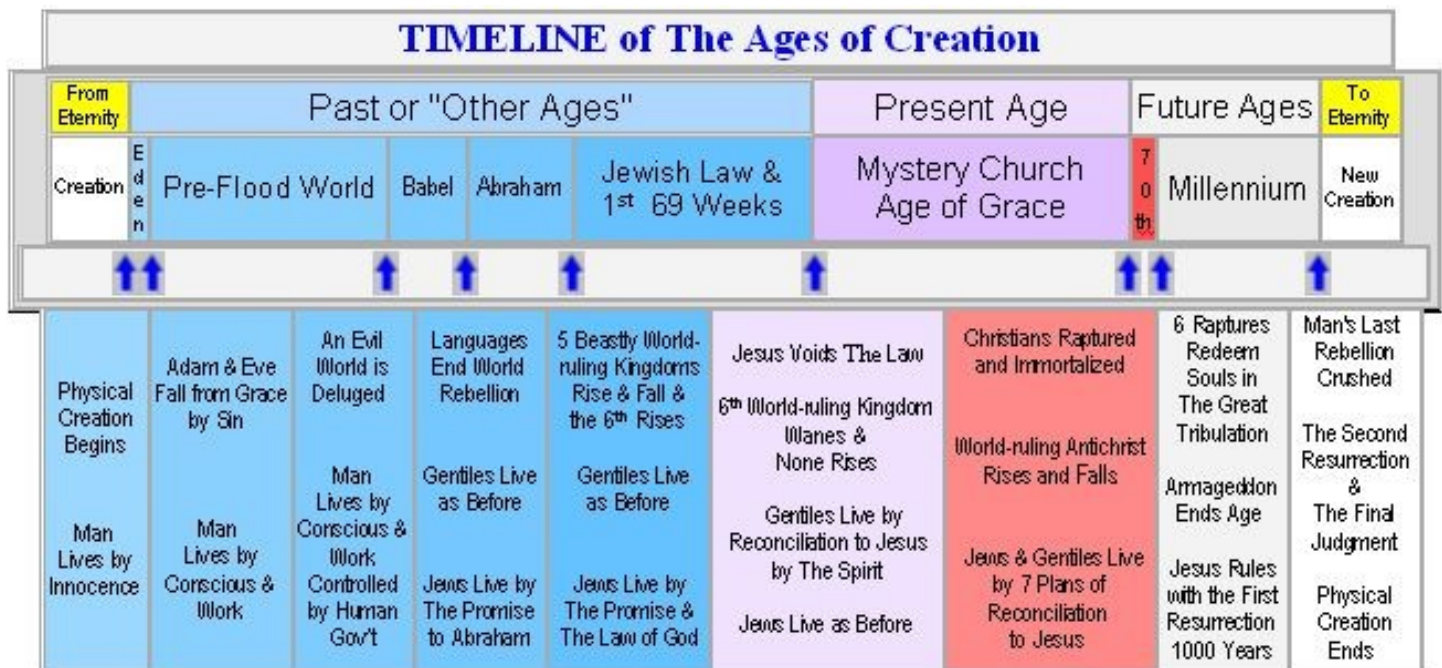 TIMELINE of The Ages of Creation
From
Eternity
Past or "Other Ages"
Present Age
Future Ages
To
Eternity
Creation
E
d
e
n
Pre-Flood World
Babel
Abraham
Jewish Law &
1st 69 Weeks
Mystery Church
Age of Grace
7
0
th
Millennium
New
Creation
Physical
Creation
Begins
Man
Lives by
Innocence
Adam & Eve
Fall from Grace
by Sin
Man
Lives by
Conscious &
Work
An Evil
World is
Deluged
Man
Lives by
Conscious &
Work
Controlled
by Human
Gov't
Languages
End World
Rebellion
Gentiles Live
as Before
Jews Live by
The Promise
to Abraham
5 Beastly World-
ruling Kingdoms
Rise & Fall &
the 6th Rises
Gentiles Live
as Before
Jews Live by
The Promise &
The Law of God
Jesus Voids The Law
6th World-ruling Kingdom
Wanes &
None Rises
Gentiles Live by
Reconciliation to Jesus
by The Spirit
Jews Live as Before
Christians Raptured
and Immortalized
World-ruling Antichrist
Rises and Falls
Jews & Gentiles Live
by 7 Plans of
Reconciliation
to Jesus
6 Raptures
Redeem
Souls in
The Great
Tribulation
Armageddon
Ends Age
Jesus Rules
with the First
Resurrection
1000 Years
Man's Last
Rebellion
Crushed
The Second
Resurrection
&
The Final
Judgment
Physical
Creation
Ends